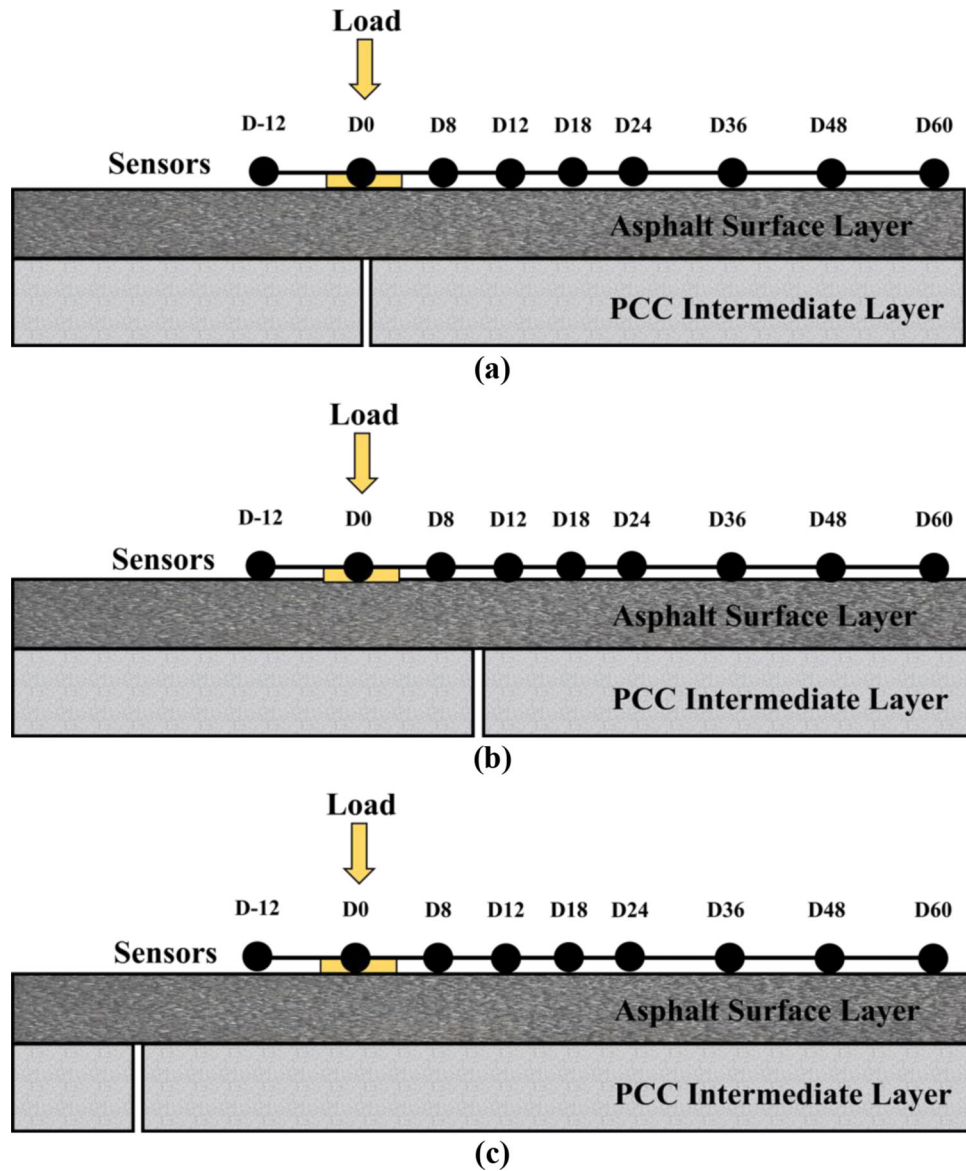 Load
D-12 D0 D8 D12 D18 D24 D36 D48 D60
Sensors
Asphalt Surface Layer
PCC Intermediate Layer
(a)
Load
D-12 D0 D8 D12 D18 D24 D36 D48 D60
Sensors
Asphalt Surface Layer
PCC Intermediate Layer
(b)
Load
D-12 D0 D8 D12 D18 D24 D36 D48 D60
Sensors
Asphalt Surface Layer
PCC Intermediate Layer
(c)